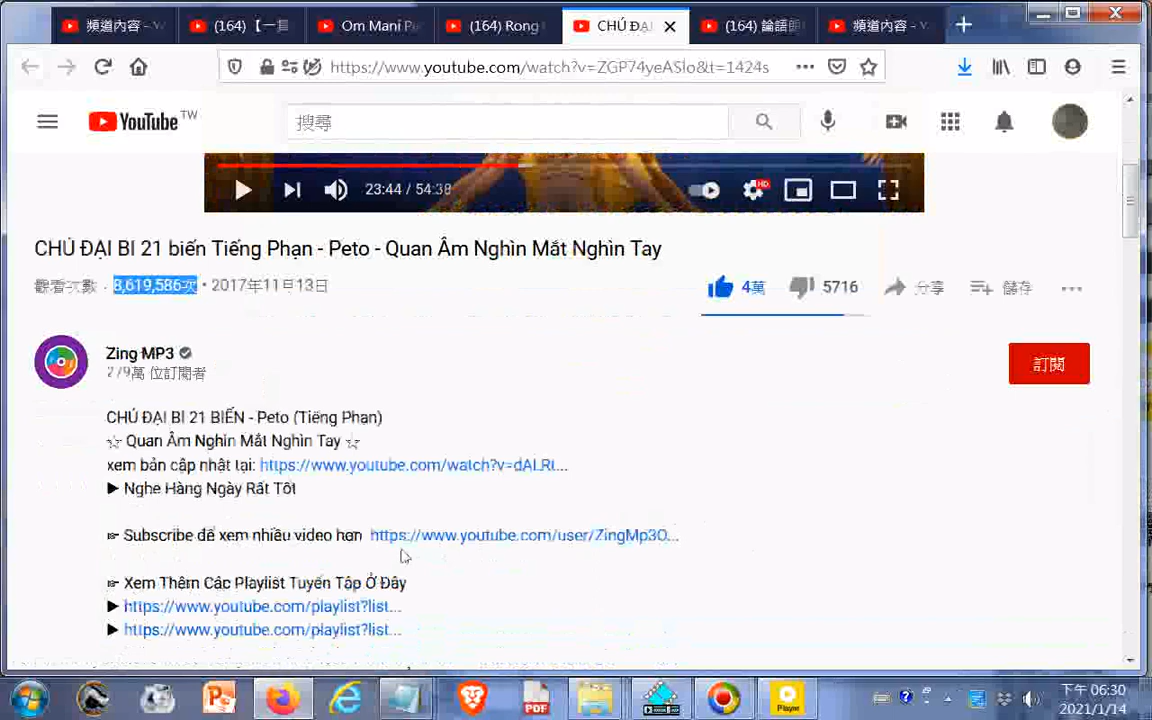 頻道內容 - Y
(164)【一集
Om Mani P
(164) Rong
CHÚ ĐẠI
(164) 論語
頻道內容 - Y
https://www.youtube.com/watch?v=ZGP74yeASlo&t=1424s
YouTube TW
搜尋
23:44 / 54:38
HD
CHÚ ĐẠI BI 21 biến Tiếng Phạn - Peto - Quan Âm Nghìn Mắt Nghìn Tay
觀看次數：8,619,586次 • 2017年11月13日
4萬
5716
分享
儲存
Zing MP3
279萬 位訂閱者
訂閱
CHÚ ĐẠI BI 21 BIẾN - Peto (Tiếng Phạn)
☆ Quan Âm Nghìn Mắt Nghìn Tay ☆
xem bản cập nhật tại: https://www.youtube.com/watch?v=dALRt...
▶ Nghe Hàng Ngày Rất Tốt
☞ Subscribe để xem nhiều video hơn https://www.youtube.com/user/ZingMp3O...
☞ Xem Thêm Các Playlist Tuyển Tập Ở Đây
▶ https://www.youtube.com/playlist?list...
▶ https://www.youtube.com/playlist?list...
PDF
Player
下午 06:30
2021/1/14